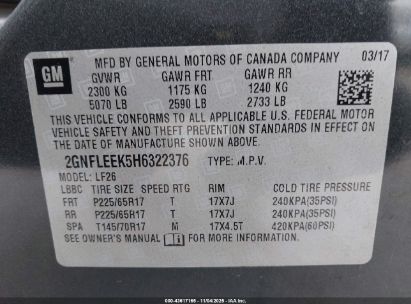 GM
MFD BY GENERAL MOTORS OF CANADA COMPANY 03/17
GVWR GAWR FRT GAWR RR
2300 KG 1175 KG 1240 KG
5070 LB 2590 LB 2733 LB
THIS VEHICLE CONFORMS TO ALL APPLICABLE U.S. FEDERAL MOTOR
VEHICLE SAFETY AND THEFT PREVENTION STANDARDS IN EFFECT ON
THE DATE OF MANUFACTURE SHOWN ABOVE.
2GNFLEEK5H6322376 TYPE: M.P.V.
MODEL: LF26
LBBC TIRE SIZE SPEED RTG RIM COLD TIRE PRESSURE
FRT P225/65R17 T 17X7J 240KPA(35PSI)
RR P225/65R17 T 17X7J 240KPA(35PSI)
SPA T145/70R17 M 17X4.5T 420KPA(60PSI)
SEE OWNER'S MANUAL FOR MORE INFORMATION.
000-43617165 - 11/04/2025 - IAA